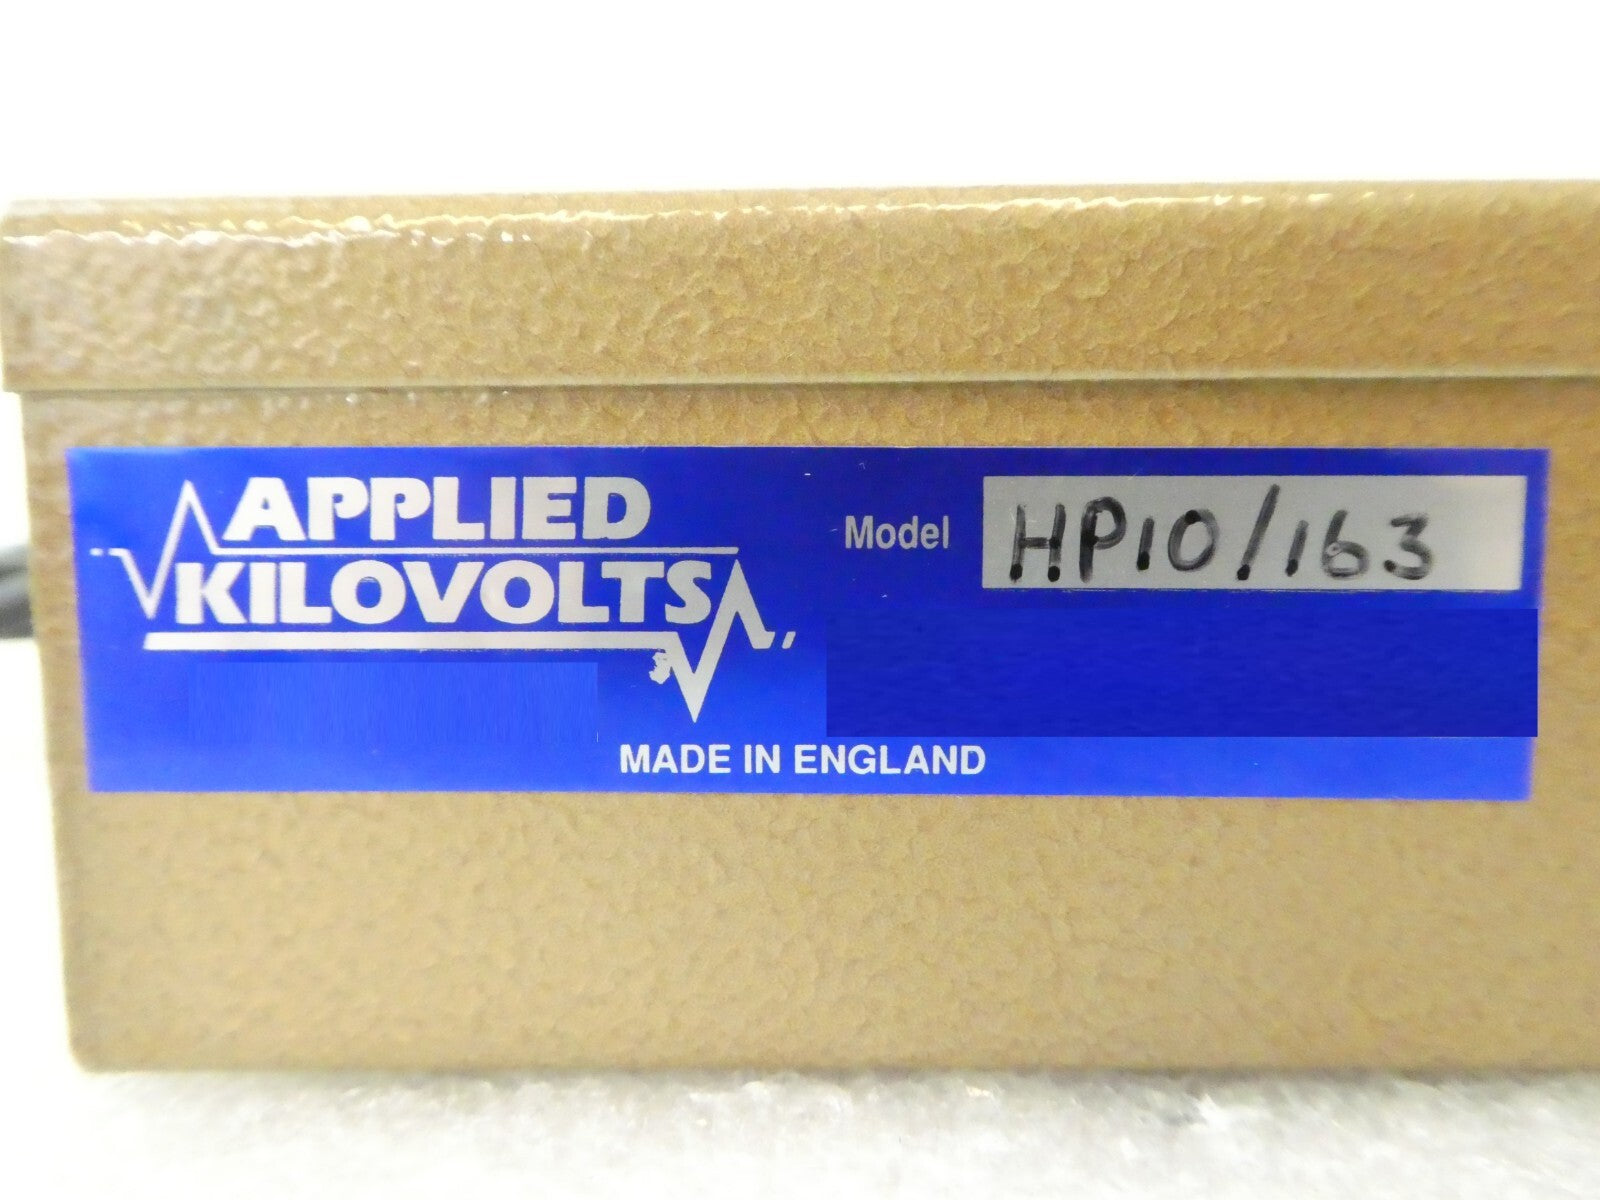 APPLIED
KILOVOLTS
Model HP10/163
MADE IN ENGLAND